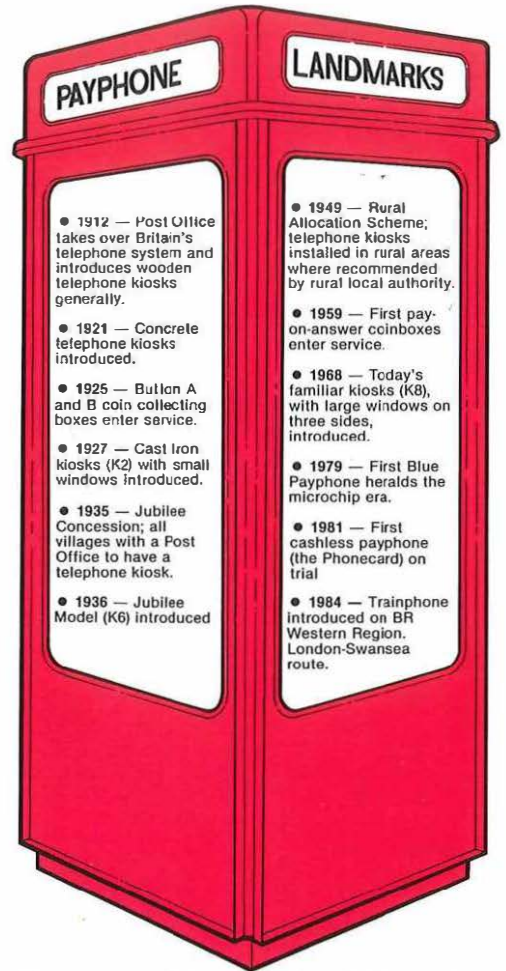 PAYPHONE
LANDMARKS
● 1912 — Post Office
takes over Britain's
telephone system and
introduces wooden
telephone kiosks
generally.
● 1921 — Concrete
telephone kiosks
introduced.
● 1925 — Button A
and B coin collecting
boxes enter service.
● 1927 — Cast Iron
kiosks (K2) with small
windows introduced.
● 1935 — Jubilee
Concession; all
villages with a Post
Office to have a
telephone kiosk.
● 1936 — Jubilee
Model (K6) introduced
● 1949 — Rural
Allocation Scheme;
telephone kiosks
installed in rural areas
where recommended
by rural local authority.
● 1959 — First pay-
on-answer coinboxes
enter service.
● 1968 — Today's
familiar kiosks (K8),
with large windows on
three sides,
introduced.
● 1979 — First Blue
Payphone heralds the
microchip era.
● 1981 — First
cashless payphone
(the Phonecard) on
trial
● 1984 — Trainphone
introduced on BR
Western Region.
London-Swansea
route.